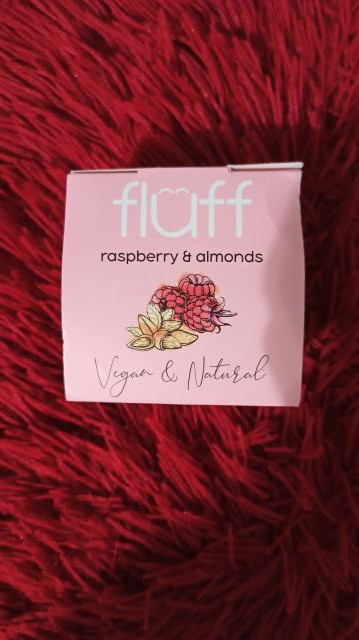 flüff
raspberry & almonds
Vegan & Natural